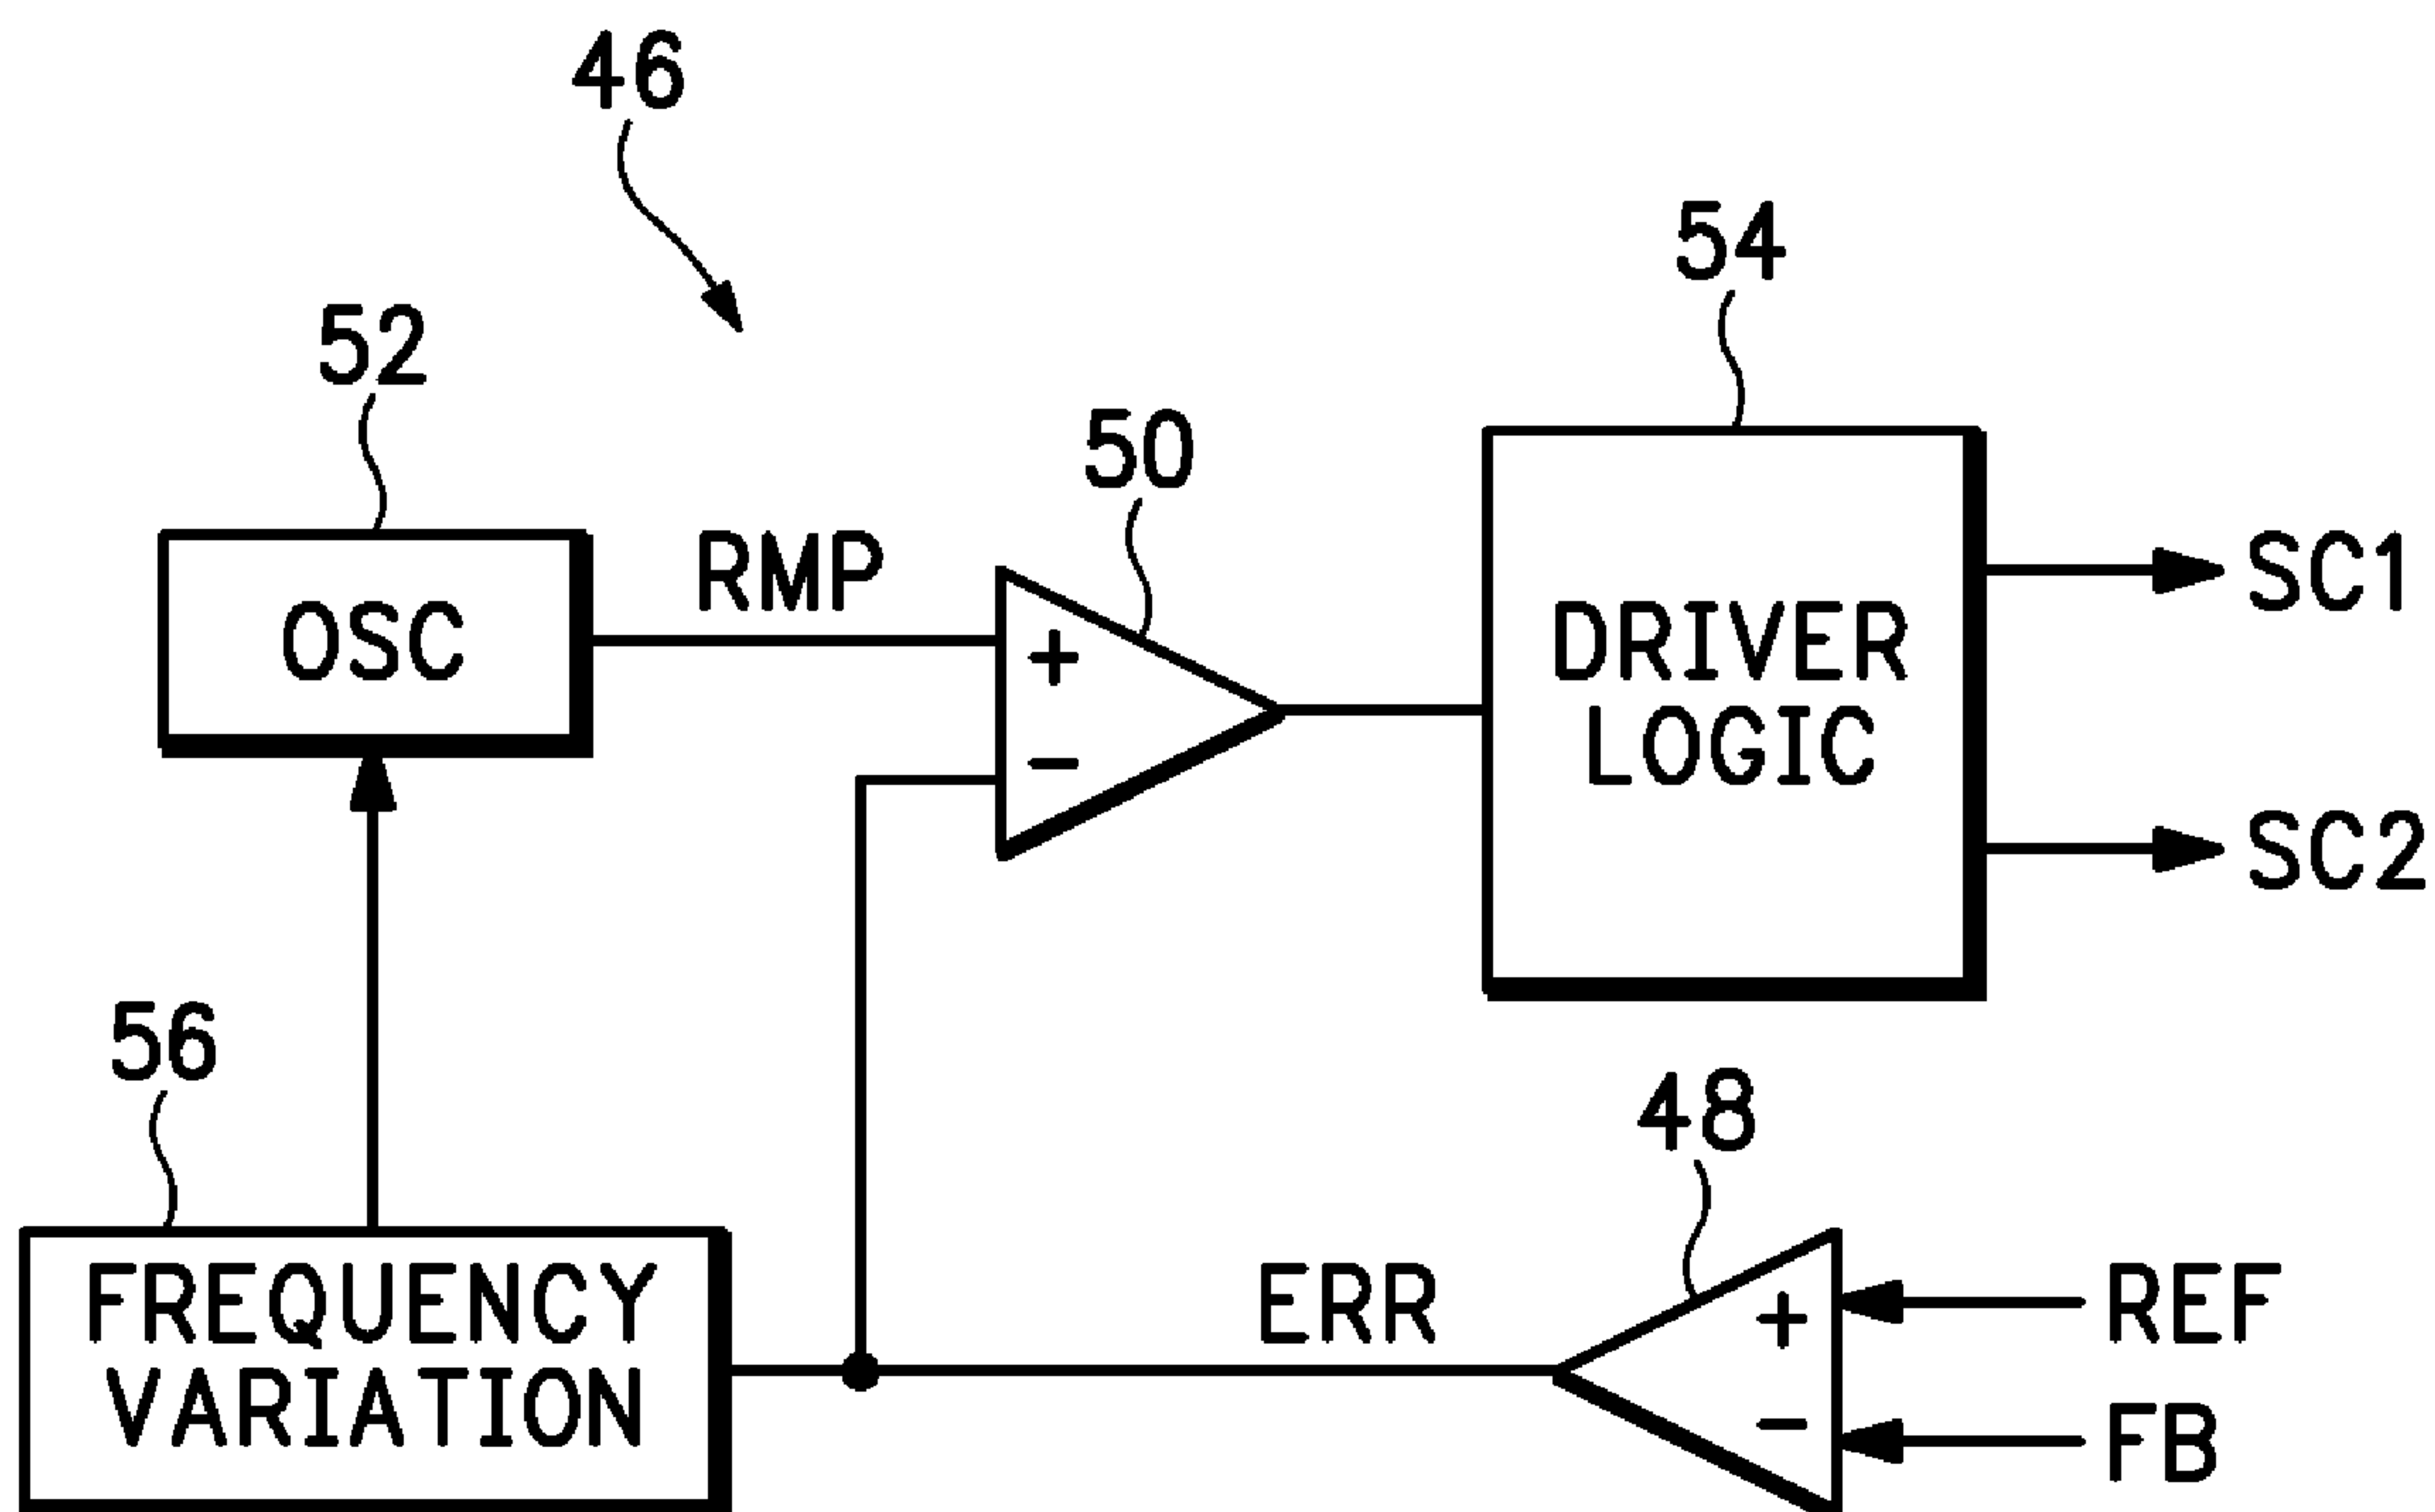 46
54
52
50
RMP
OSC
+
−
DRIVER
LOGIC
SC1
SC2
56
48
FREQUENCY
VARIATION
ERR
+
−
REF
FB